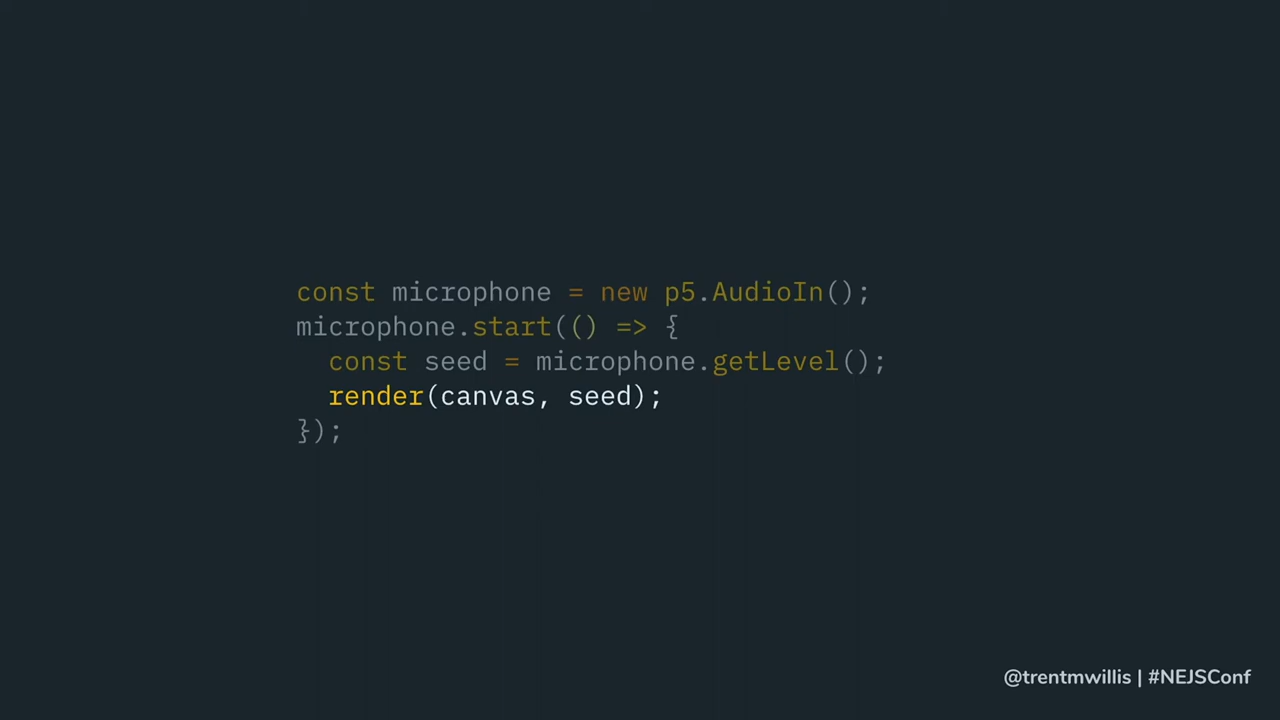 const microphone = new p5.AudioIn();
microphone.start(() => {
  const seed = microphone.getLevel();
  render(canvas, seed);
});
@trentmwillis | #NEJSConf